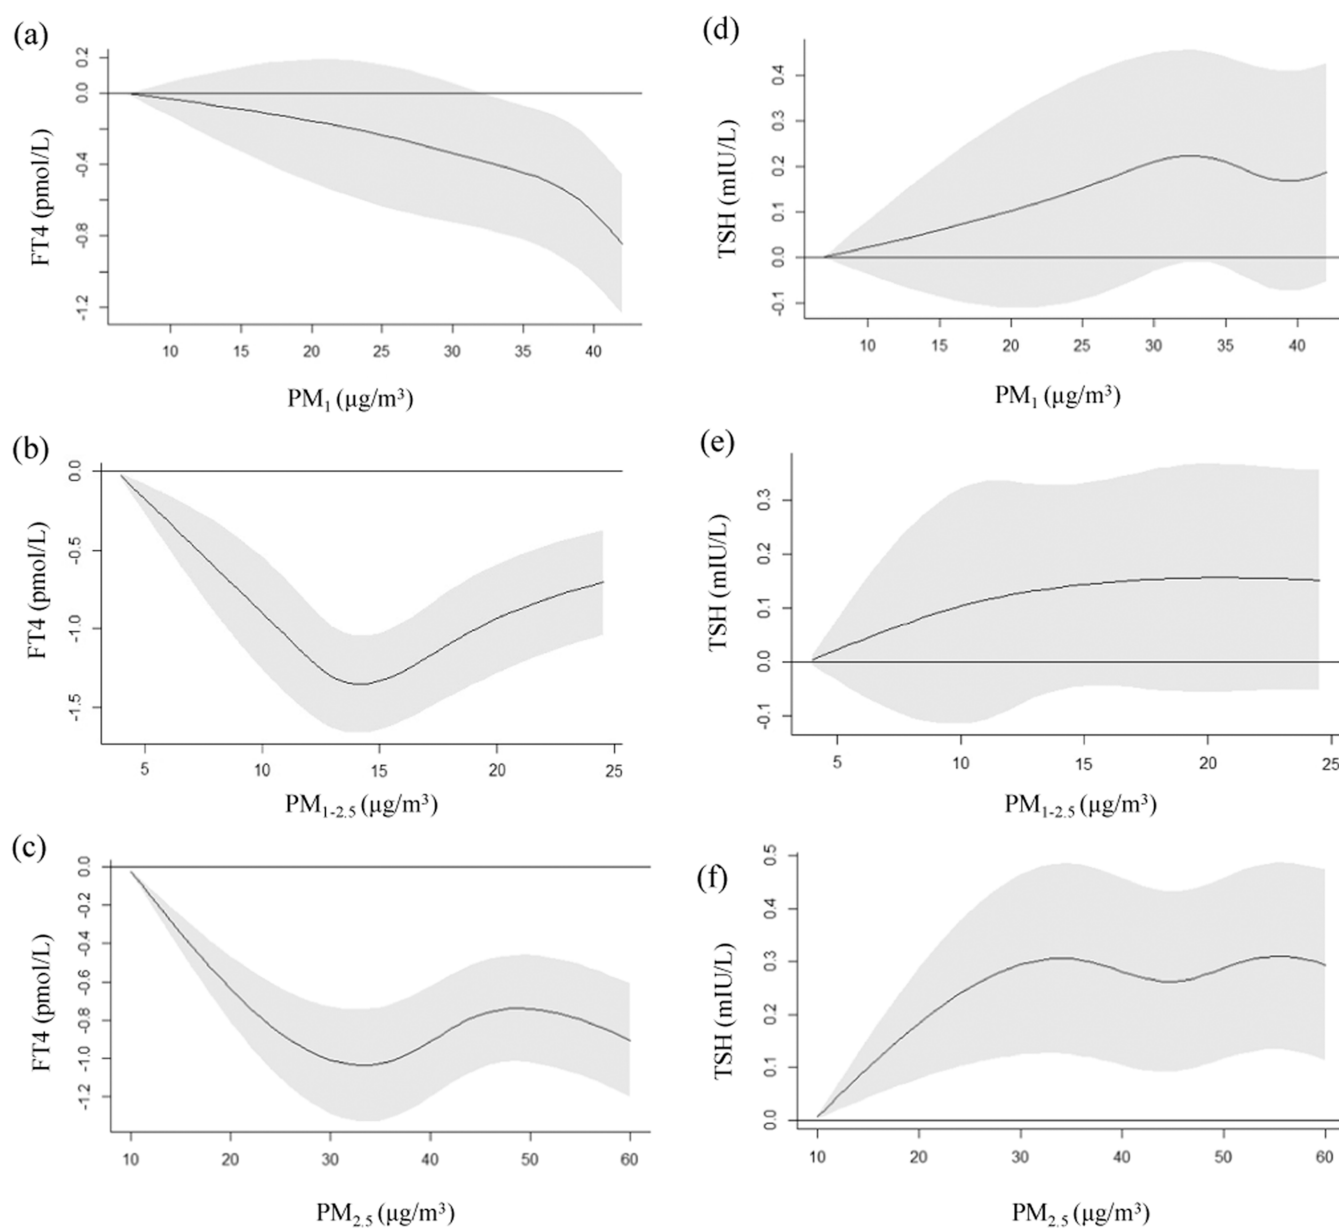 (a)
0.2
0.0
-0.4
-0.8
-1.2
FT4 (pmol/L)
10 15 20 25 30 35 40
PM₁ (μg/m³)
(d)
0.4
0.3
0.2
0.1
0.0
-0.1
TSH (mIU/L)
10 15 20 25 30 35 40
PM₁ (μg/m³)
(b)
0.0
-0.5
-1.0
-1.5
FT4 (pmol/L)
5 10 15 20 25
PM₁₋₂.₅ (μg/m³)
(e)
0.3
0.2
0.1
0.0
-0.1
TSH (mIU/L)
5 10 15 20 25
PM₁₋₂.₅ (μg/m³)
(c)
0.0
-0.2
-0.4
-0.6
-0.8
-1.0
-1.2
FT4 (pmol/L)
10 20 30 40 50 60
PM₂.₅ (μg/m³)
(f)
0.5
0.4
0.3
0.2
0.1
0.0
TSH (mIU/L)
10 20 30 40 50 60
PM₂.₅ (μg/m³)